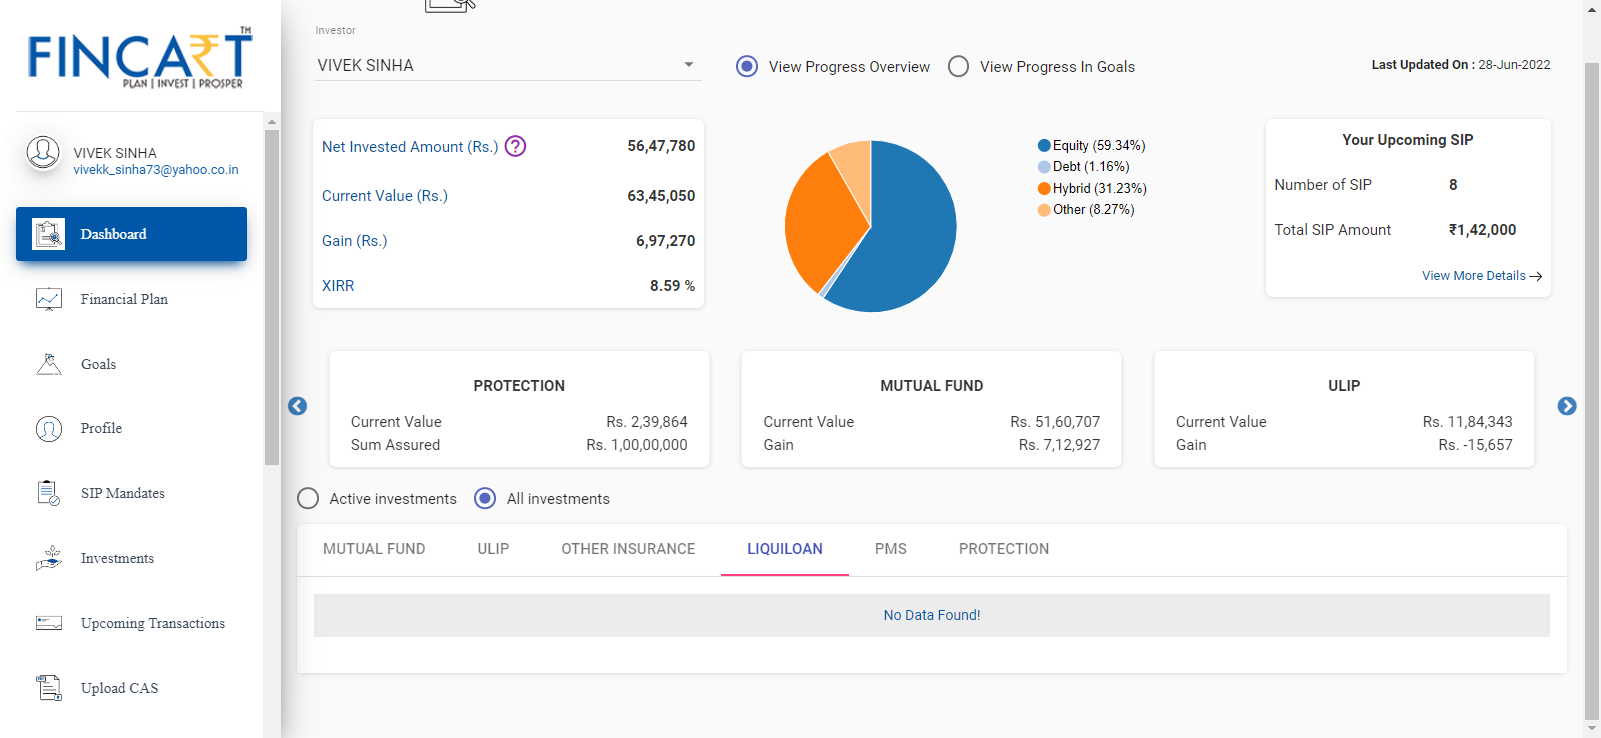 FINCART TM
PLAN | INVEST | PROSPER
VIVEK SINHA
vivekk_sinha73@yahoo.co.in
Dashboard
Financial Plan
Goals
Profile
SIP Mandates
Investments
Upcoming Transactions
Upload CAS
Investor
VIVEK SINHA
View Progress Overview
View Progress In Goals
Last Updated On : 28-Jun-2022
Net Invested Amount (Rs.) ? 56,47,780
Current Value (Rs.) 63,45,050
Gain (Rs.) 6,97,270
XIRR 8.59 %
Equity (59.34%)
Debt (1.16%)
Hybrid (31.23%)
Other (8.27%)
Your Upcoming SIP
Number of SIP 8
Total SIP Amount ₹1,42,000
View More Details →
PROTECTION
Current Value Rs. 2,39,864
Sum Assured Rs. 1,00,00,000
MUTUAL FUND
Current Value Rs. 51,60,707
Gain Rs. 7,12,927
ULIP
Current Value Rs. 11,84,343
Gain Rs. -15,657
Active investments
All investments
MUTUAL FUND ULIP OTHER INSURANCE LIQUILOAN PMS PROTECTION
No Data Found!